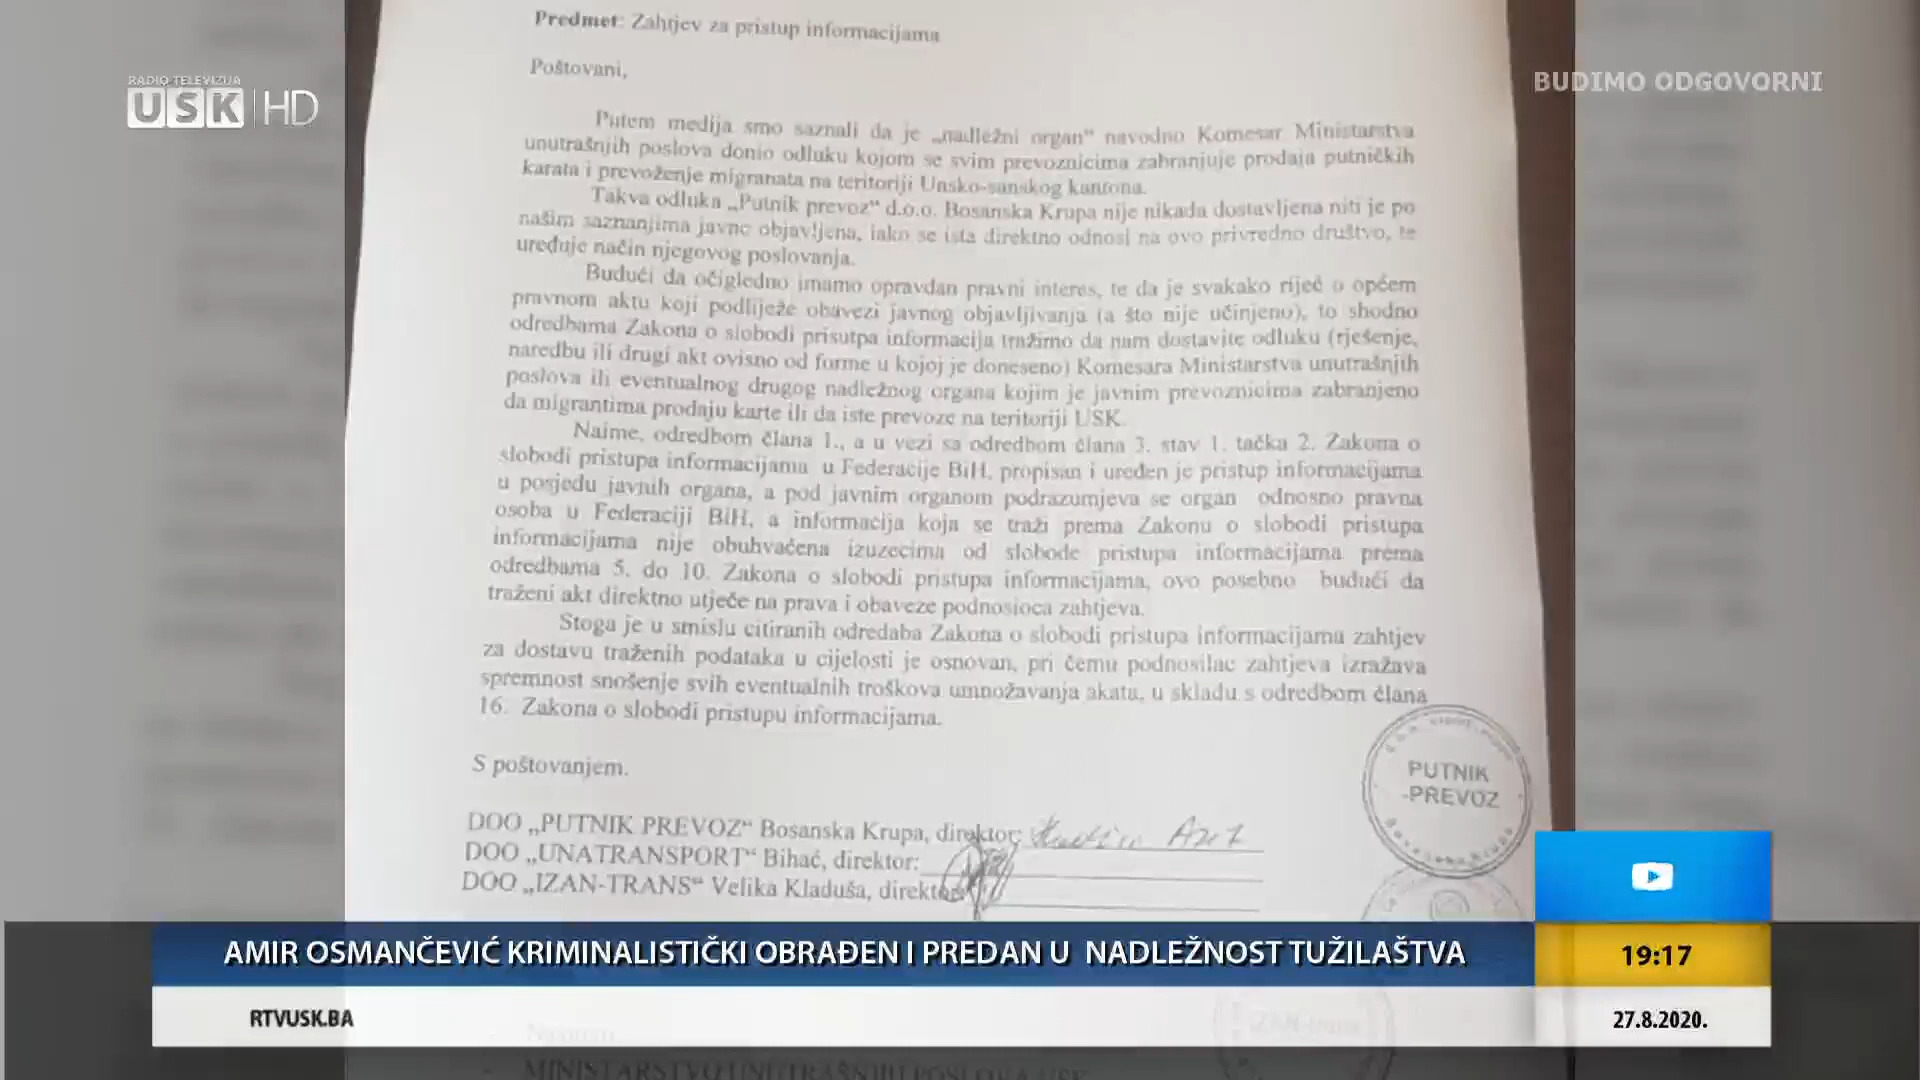 RADIO TELEVIZIJA
USK HD
BUDIMO ODGOVORNI
Predmet: Zahtjev za pristup informacijama
Poštovani,
Putem medija smo saznali da je „nadležni organ“ navodno Komesar Ministarstva
unutrašnjih poslova donio odluku kojom se svim prevoznicima zabranjuje prodaja putničkih
karata i prevoženje migranata na teritoriji Unsko-sanskog kantona.
Takva odluka „Putnik prevoz“ d.o.o. Bosanska Krupa nije nikada dostavljena niti je po
našim saznanjima javno objavljena, iako se ista direktno odnosi na ovo privredno društvo, te
uređuje način njegovog poslovanja.
Budući da očigledno imamo opravdan pravni interes, te da je svakako riječ o općem
pravnom aktu koji podliježe obavezi javnog objavljivanja (a što nije učinjeno), to shodno
odredbama Zakona o slobodi prisutpa informacija tražimo da nam dostavite odluku (rješenje,
naredbu ili drugi akt ovisno od forme u kojoj je doneseno) Komesara Ministarstva unutrašnjih
poslova ili eventualnog drugog nadležnog organa kojim je javnim prevoznicima zabranjeno
da migrantima prodaju karte ili da iste prevoze na teritoriji USK.
Naime, odredbom člana 1., a u vezi sa odredbom člana 3. stav 1. tačka 2. Zakona o
slobodi pristupa informacijama u Federacije BiH, propisan i uređen je pristup informacijama
u posjedu javnih organa, a pod javnim organom podrazumjeva se organ odnosno pravna
osoba u Federaciji BiH, a informacija koja se traži prema Zakonu o slobodi pristupa
informacijama nije obuhvaćena izuzecima od slobode pristupa informacijama prema
odredbama 5. do 10. Zakona o slobodi pristupa informacijama, ovo posebno budući da
traženi akt direktno utječe na prava i obaveze podnosioca zahtjeva.
Stoga je u smislu citiranih odredaba Zakona o slobodi pristupa informacijama zahtjev
za dostavu traženih podataka u cijelosti je osnovan, pri čemu podnosilac zahtjeva izražava
spremnost snošenje svih eventualnih troškova umnožavanja akata, u skladu s odredbom člana
16. Zakona o slobodi pristupu informacijama.
S poštovanjem.
PUTNIK
-PREVOZ
DOO „PUTNIK PREVOZ“ Bosanska Krupa, direktor:
DOO „UNATRANSPORT“ Bihać, direktor:
DOO „IZAN-TRANS“ Velika Kladuša, direktor:
AMIR OSMANČEVIĆ KRIMINALISTIČKI OBRAĐEN I PREDAN U NADLEŽNOST TUŽILAŠTVA
19:17
RTVUSK.BA
27.8.2020.
MINISTARSTVO UNUTRAŠNJIH POSLOVA USK